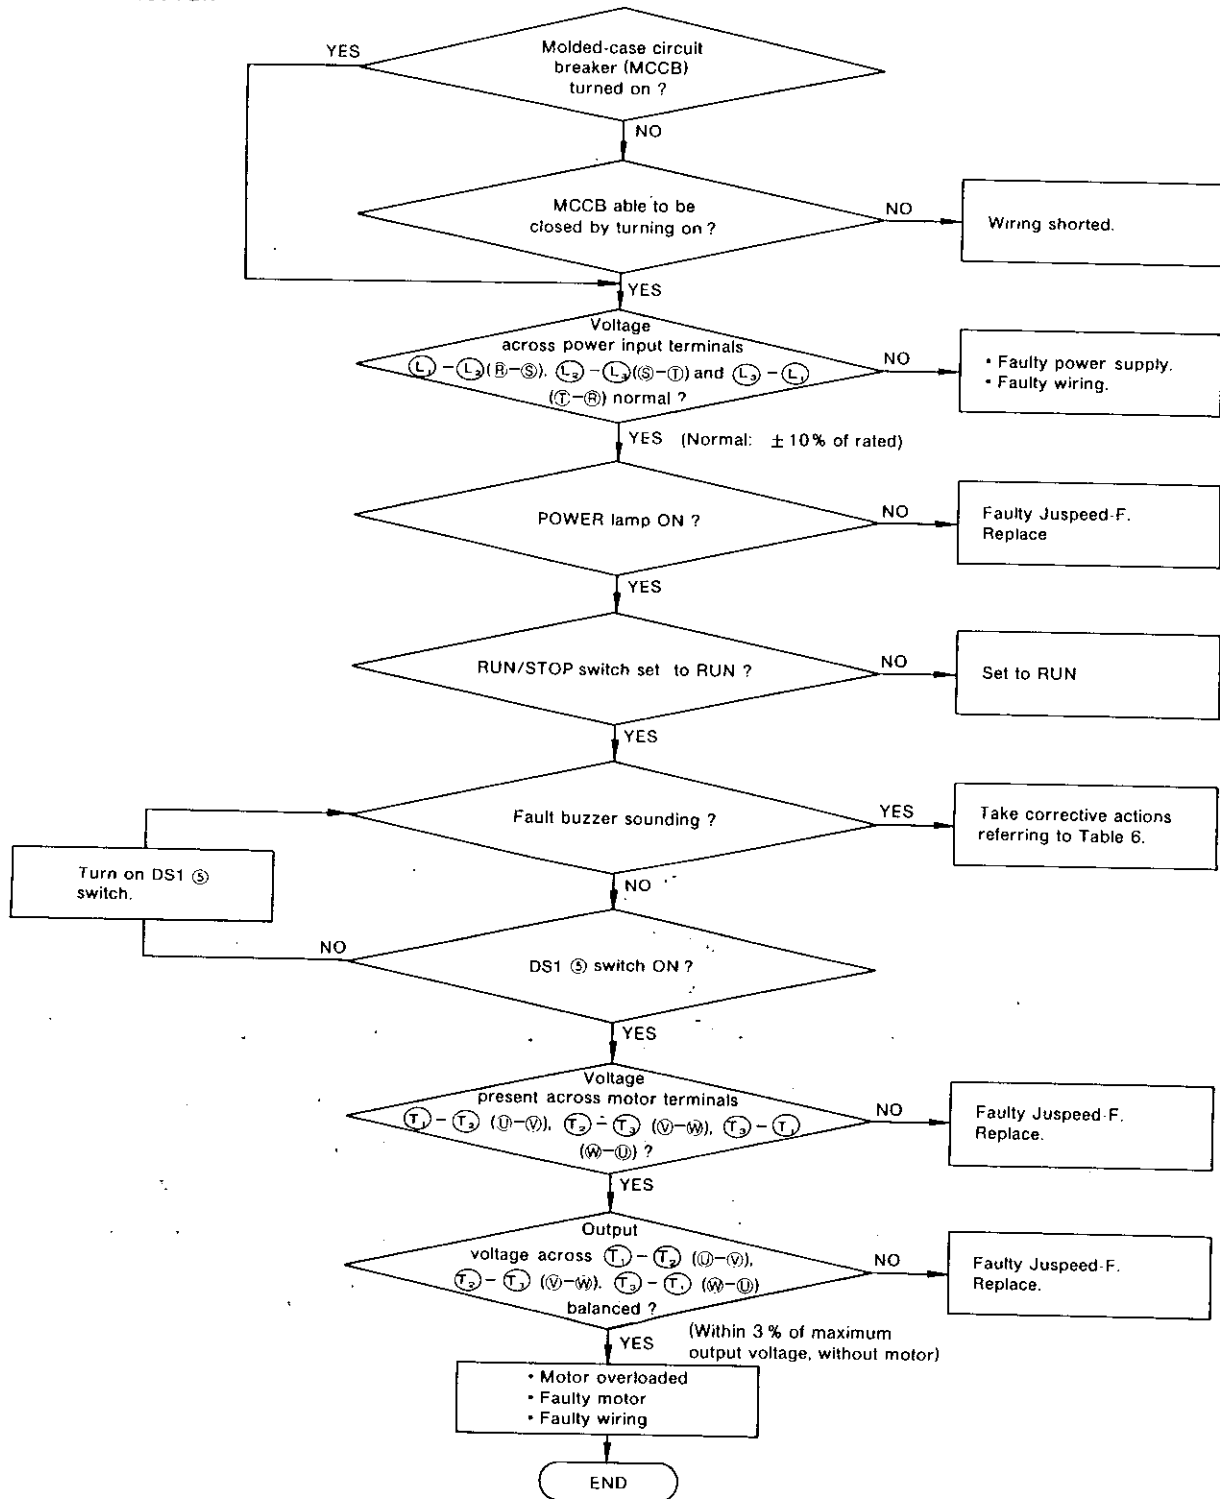 Molded-case circuit
breaker (MCCB)
turned on ?
YES
NO
MCCB able to be
closed by turning on ?
NO
Wiring shorted.
YES
Voltage
across power input terminals
Ⓛ₁ – Ⓛ₂(Ⓡ–Ⓢ), Ⓛ₂ – Ⓛ₃(Ⓢ–Ⓣ) and Ⓛ₃ – Ⓛ₁
(Ⓣ–Ⓡ) normal ?
NO
• Faulty power supply.
• Faulty wiring.
YES (Normal: ±10% of rated)
POWER lamp ON ?
NO
Faulty Juspeed-F.
Replace
YES
RUN/STOP switch set to RUN ?
NO
Set to RUN
YES
Fault buzzer sounding ?
YES
Take corrective actions
referring to Table 6.
Turn on DS1 ⑤
switch.
NO
NO
DS1 ⑤ switch ON ?
YES
Voltage
present across motor terminals
Ⓣ₁ – Ⓣ₂ (Ⓤ–Ⓥ), Ⓣ₂ – Ⓣ₃ (Ⓥ–Ⓦ), Ⓣ₃ – Ⓣ₁
(Ⓦ–Ⓤ) ?
NO
Faulty Juspeed-F.
Replace.
YES
Output
voltage across Ⓣ₁ – Ⓣ₂ (Ⓤ–Ⓥ),
Ⓣ₂ – Ⓣ₃ (Ⓥ–Ⓦ), Ⓣ₃ – Ⓣ₁ (Ⓦ–Ⓤ)
balanced ?
NO
Faulty Juspeed-F.
Replace.
YES
(Within 3% of maximum
output voltage, without motor)
• Motor overloaded
• Faulty motor
• Faulty wiring
END